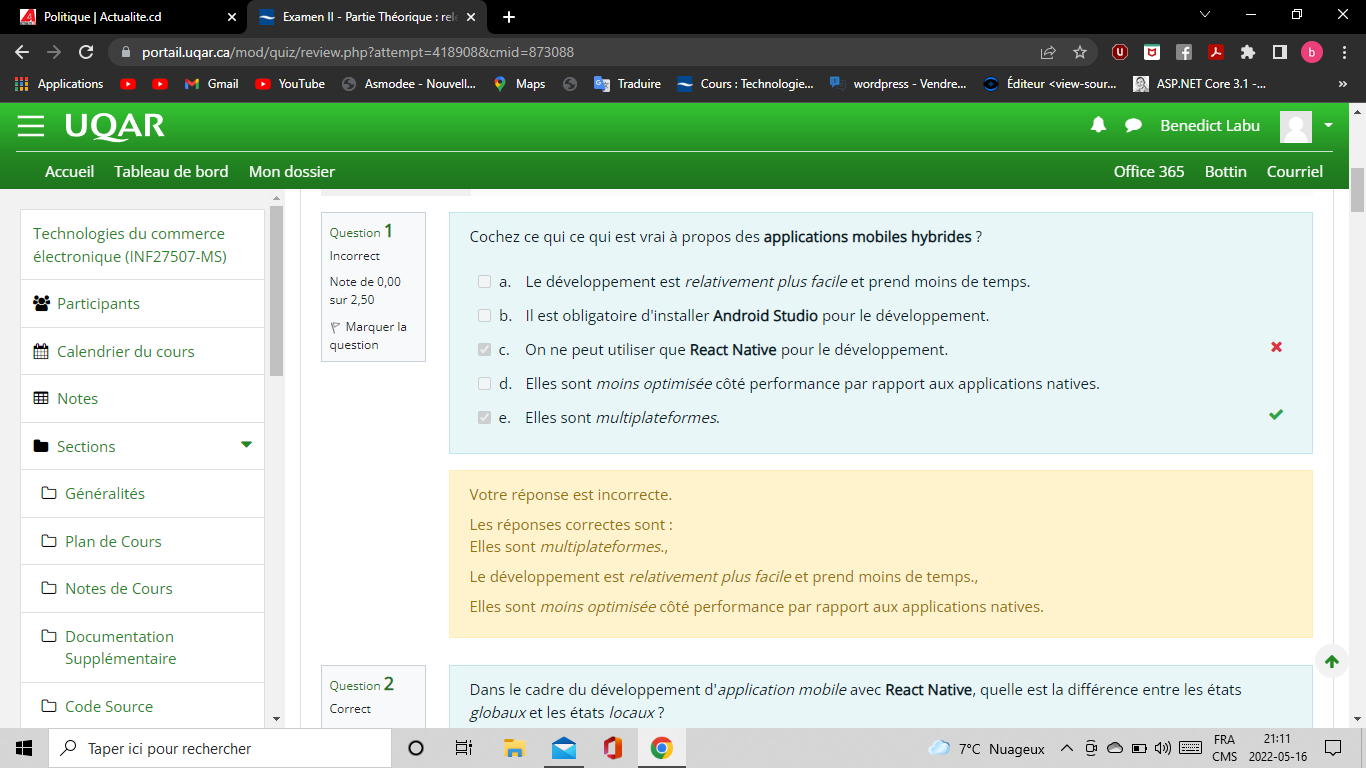 Politique | Actualite.cd
Examen II - Partie Théorique : rele
portail.uqar.ca/mod/quiz/review.php?attempt=418908&cmid=873088
b
Applications
Gmail
YouTube
Asmodee - Nouvell...
Maps
Traduire
Cours : Technologie...
wordpress - Vendre...
Éditeur <view-sour...
ASP.NET Core 3.1 -...
»
UQAR
Benedict Labu
Accueil
Tableau de bord
Mon dossier
Office 365
Bottin
Courriel
Technologies du commerce
électronique (INF27507-MS)
Participants
Calendrier du cours
Notes
Sections
Généralités
Plan de Cours
Notes de Cours
Documentation
Supplémentaire
Code Source
Question 1
Incorrect
Note de 0,00
sur 2,50
Marquer la
question
Cochez ce qui ce qui est vrai à propos des applications mobiles hybrides ?
a. Le développement est relativement plus facile et prend moins de temps.
b. Il est obligatoire d'installer Android Studio pour le développement.
c. On ne peut utiliser que React Native pour le développement.
d. Elles sont moins optimisée côté performance par rapport aux applications natives.
e. Elles sont multiplateformes.
Votre réponse est incorrecte.
Les réponses correctes sont :
Elles sont multiplateformes.,
Le développement est relativement plus facile et prend moins de temps.,
Elles sont moins optimisée côté performance par rapport aux applications natives.
Question 2
Correct
Dans le cadre du développement d'application mobile avec React Native, quelle est la différence entre les états
globaux et les états locaux ?
Taper ici pour rechercher
7°C Nuageux
FRA
CMS
21:11
2022-05-16